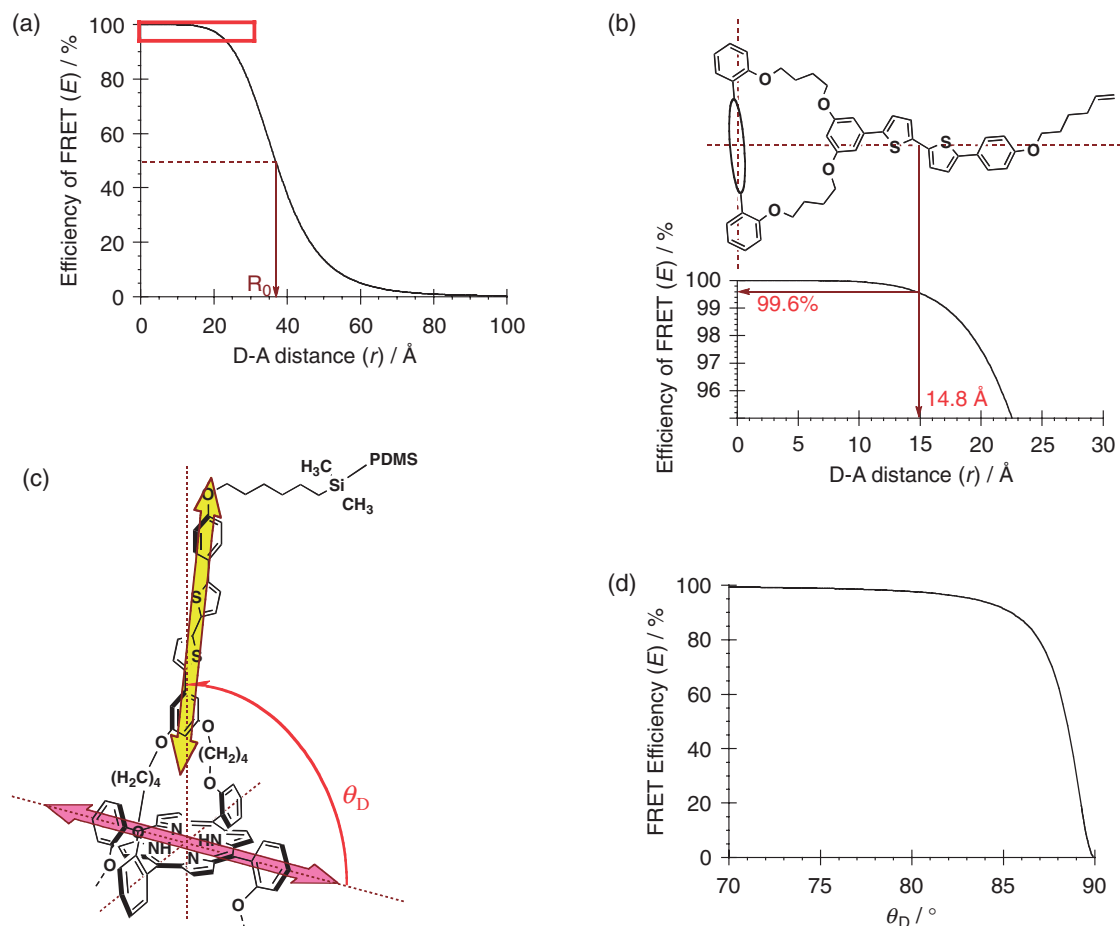 (a)
Efficiency of FRET (E) / %
100
80
60
40
20
0
R0
0 20 40 60 80 100
D-A distance (r) / Å
(b)
O
O
O
O
S
S
O
Efficiency of FRET (E) / %
100
99
98
97
96
99.6%
14.8 Å
0 5 10 15 20 25 30
D-A distance (r) / Å
(c)
PDMS
H3C
Si
CH3
O
S
S
O
O
(CH2)4
(H2C)4
O
θD
O
N
HN
NH
N
O
O
(d)
FRET Efficiency (E) / %
100
80
60
40
20
0
70 75 80 85 90
θD / °